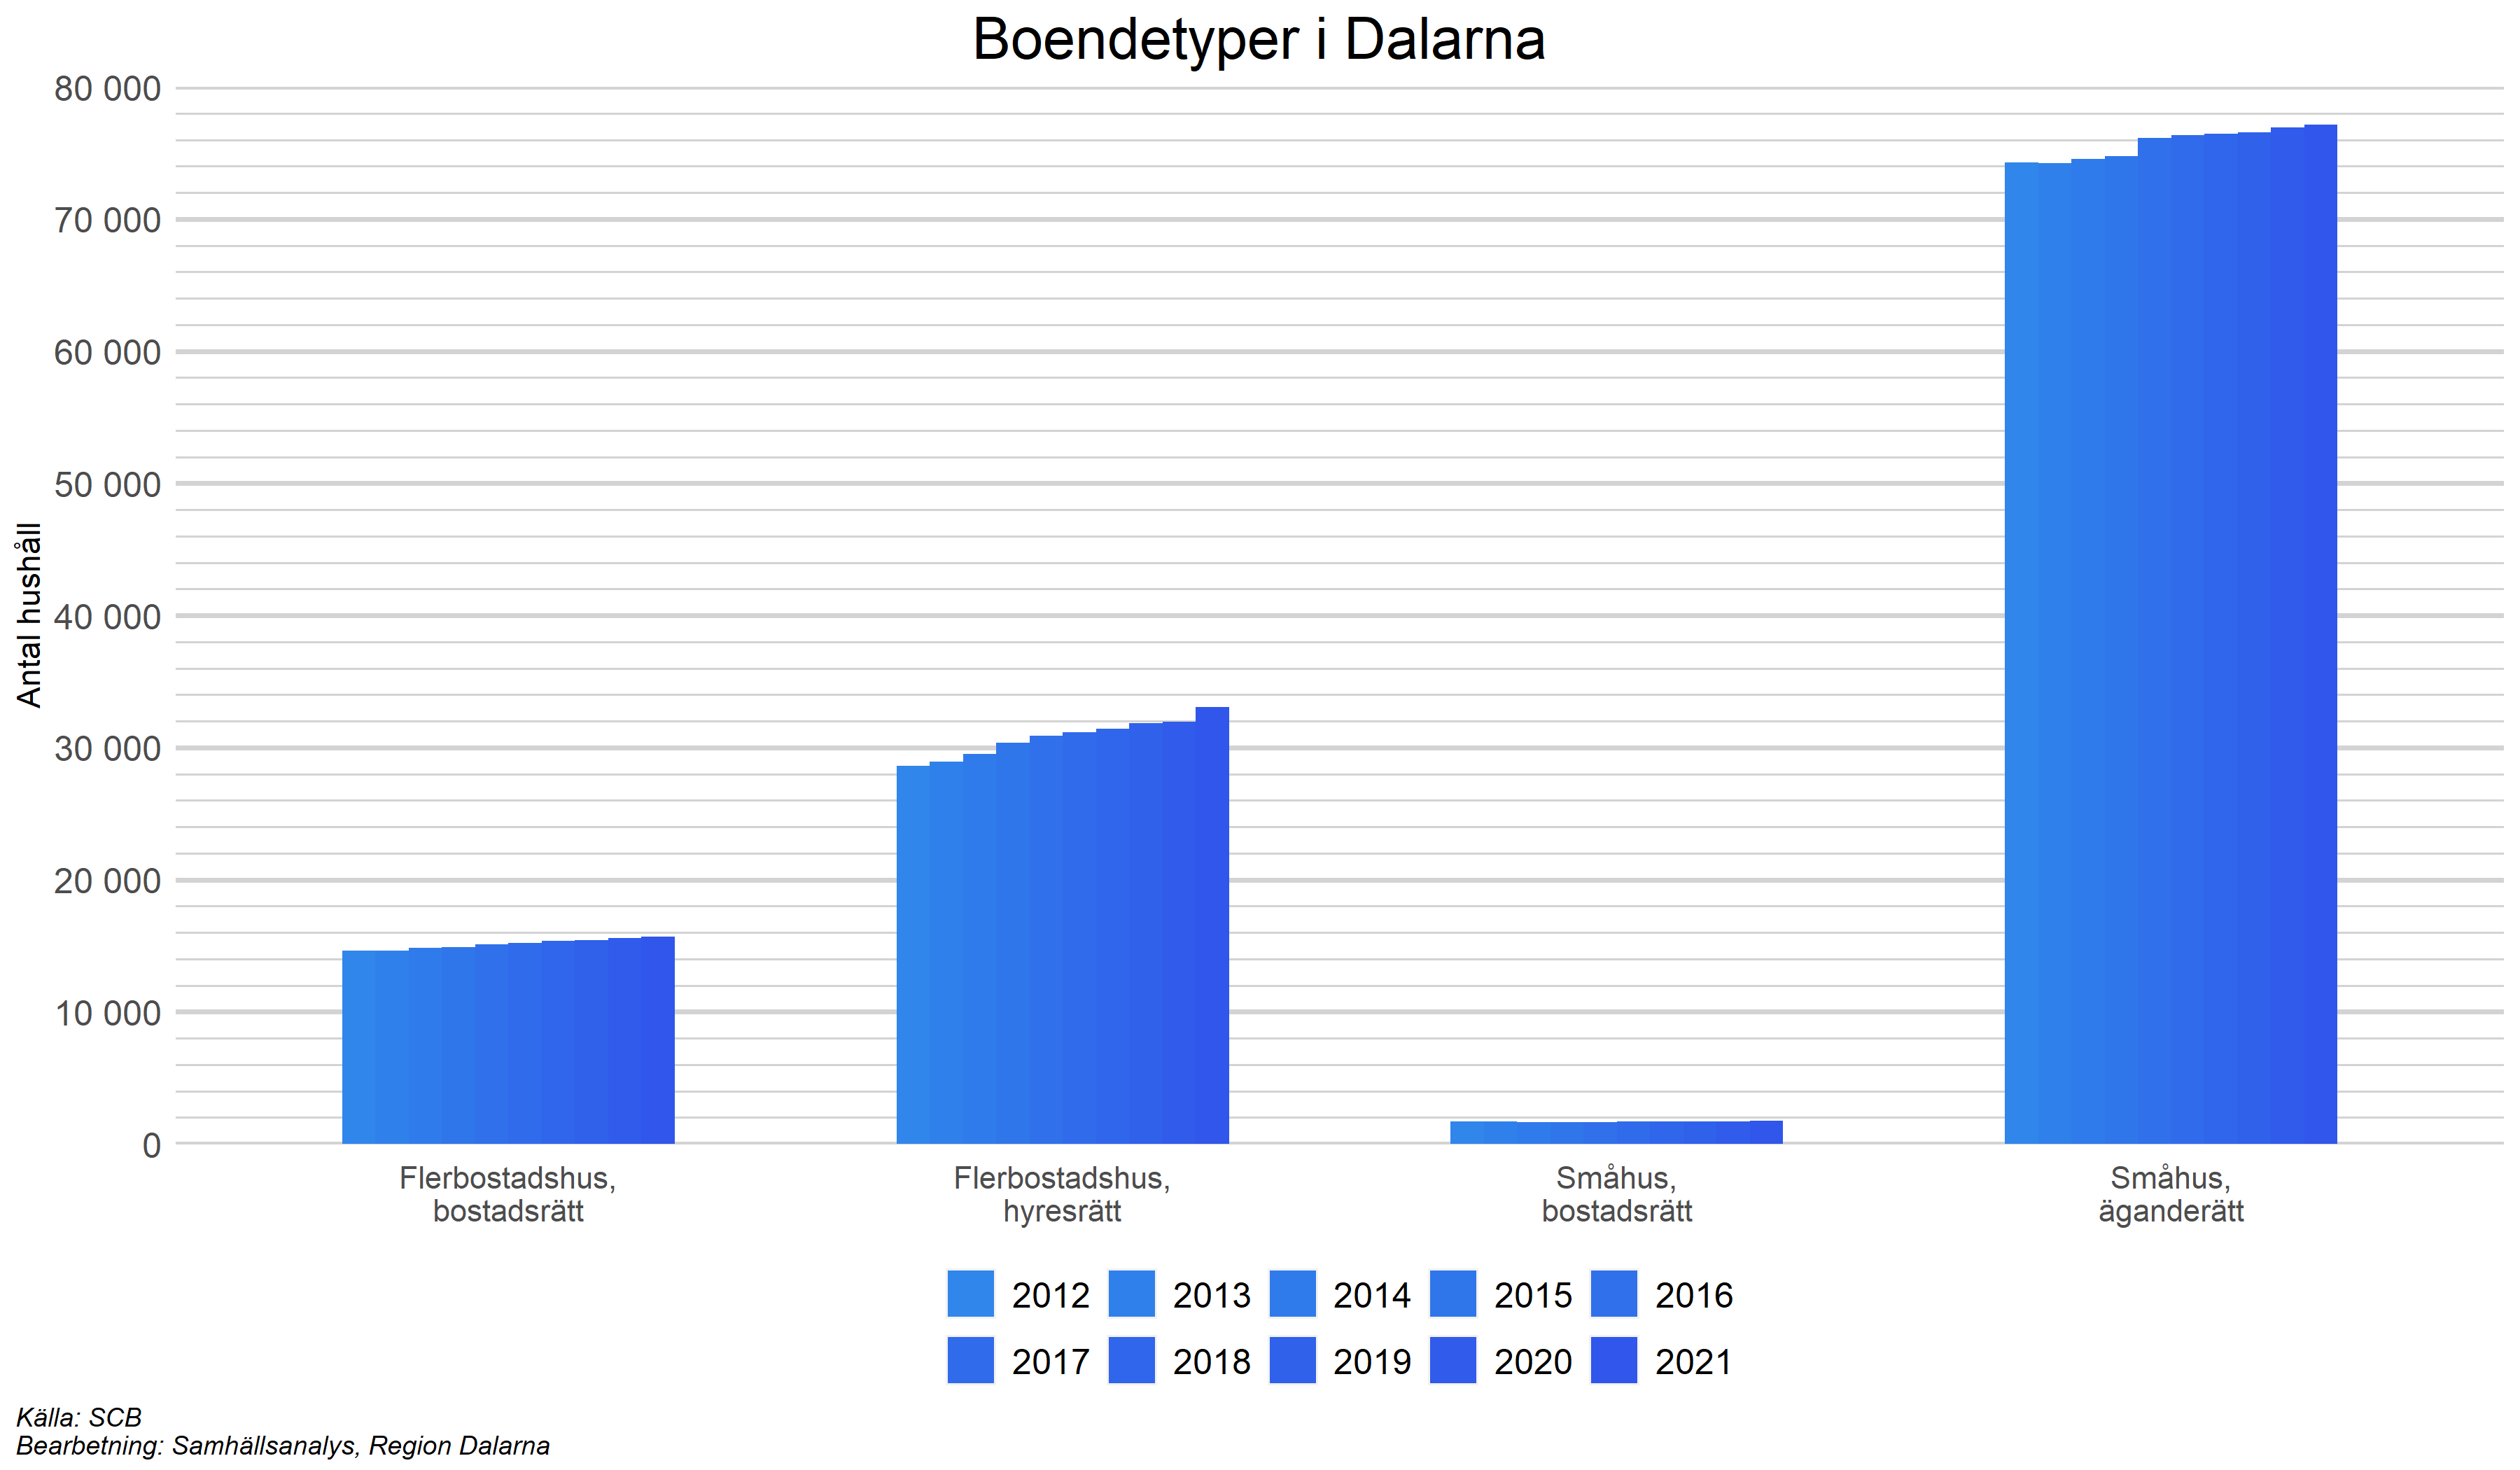 Boendetyper i Dalarna
80 000
70 000
60 000
50 000
40 000
30 000
20 000
10 000
0
Antal hushåll
Flerbostadshus,
bostadsrätt
Flerbostadshus,
hyresrätt
Småhus,
bostadsrätt
Småhus,
äganderätt
2012 2013 2014 2015 2016
2017 2018 2019 2020 2021
Källa: SCB
Bearbetning: Samhällsanalys, Region Dalarna